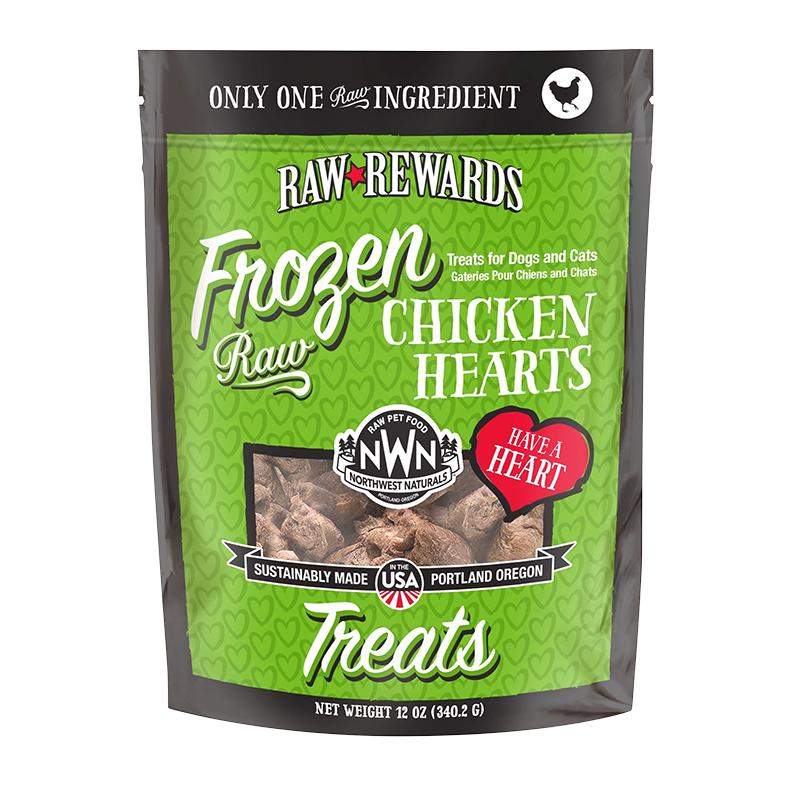 ONLY ONE Raw INGREDIENT
RAW REWARDS
Frozen
Treats for Dogs and Cats
Gateries Pour Chiens and Chats
Raw
CHICKEN
HEARTS
RAW PET FOOD
NWN
NORTHWEST NATURALS
PORTLAND OREGON
HAVE A
HEART
SUSTAINABLY MADE IN THE USA PORTLAND OREGON
Treats
NET WEIGHT 12 OZ (340.2 G)